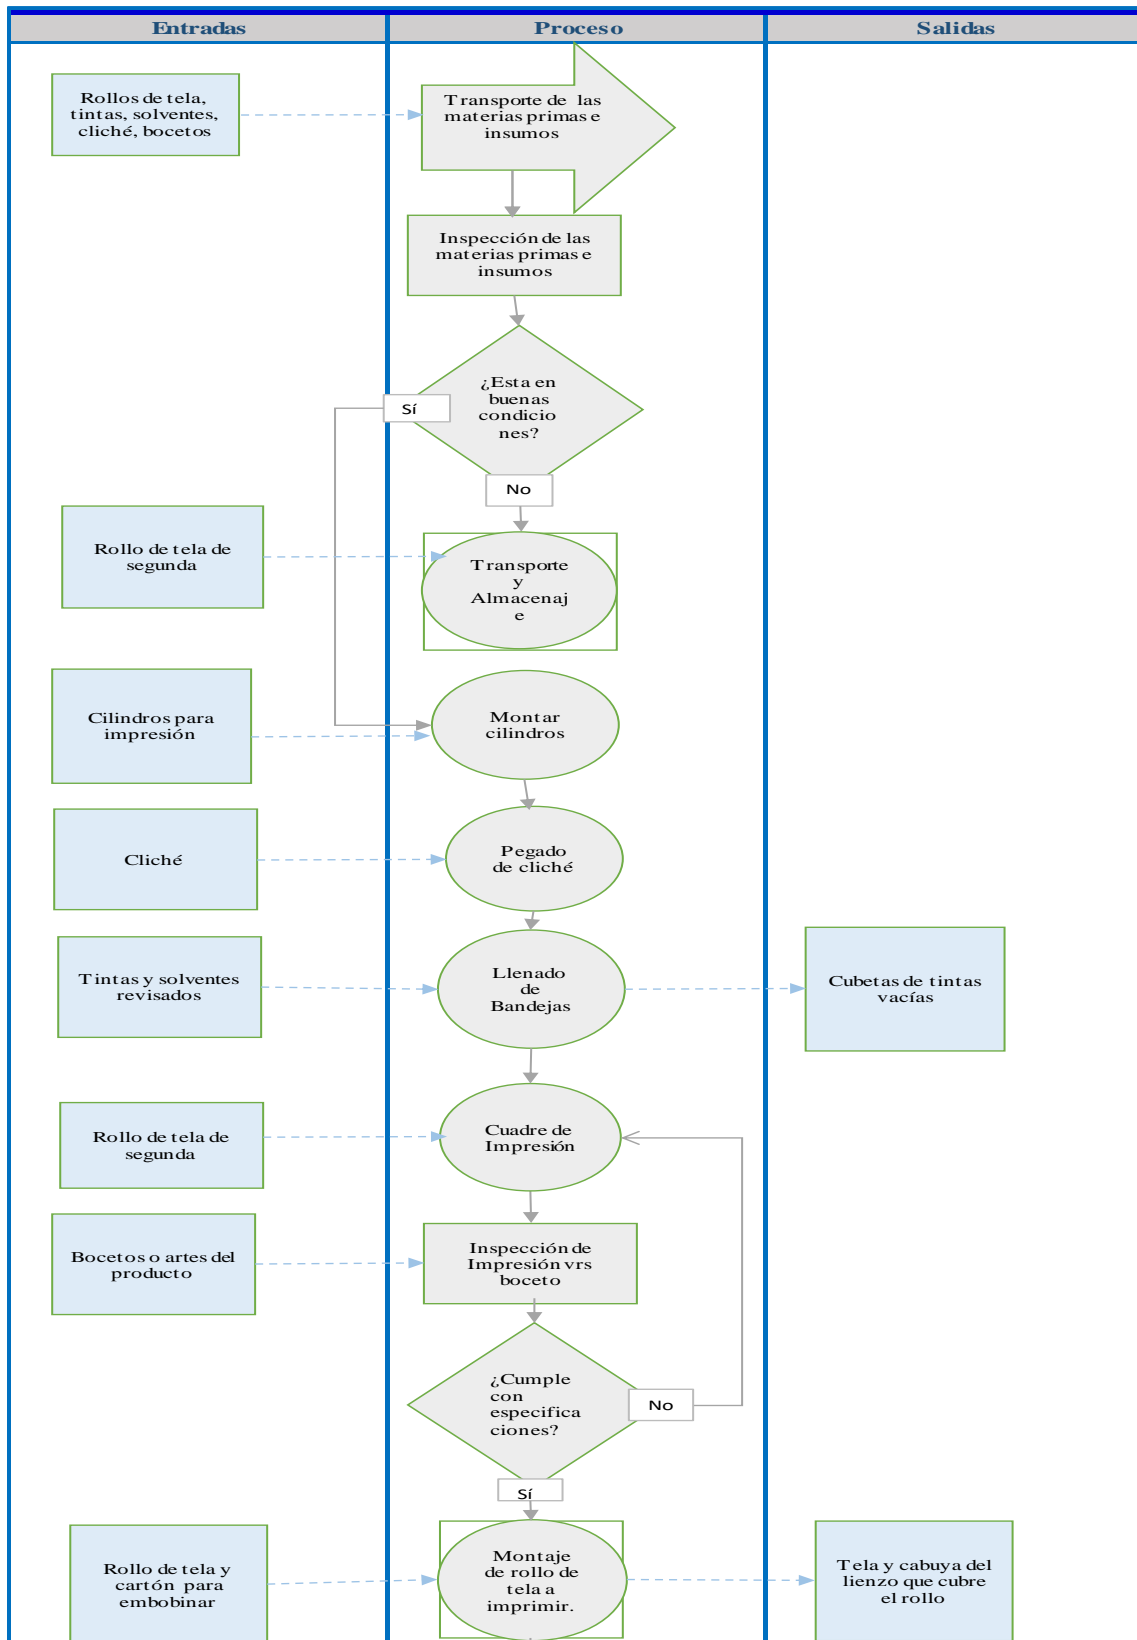 Entradas
Proceso
Salidas
Rollos de tela,
tintas, solventes,
cliché, bocetos
Transporte de las
materias primas e
insumos
Inspección de las
materias primas e
insumos
¿Esta en
buenas
condicio
nes?
Sí
No
Rollo de tela de
segunda
Transporte
y
Almacenaj
e
Cilindros para
impresión
Montar
cilindros
Cliché
Pegado
de cliché
Tintas y solventes
revisados
Llenado
de
Bandejas
Cubetas de tintas
vacías
Rollo de tela de
segunda
Cuadre de
Impresión
Bocetos o artes del
producto
Inspección de
Impresión vrs
boceto
¿Cumple
con
especifica
ciones?
No
Sí
Rollo de tela y
cartón para
embobinar
Montaje
de rollo de
tela a
imprimir.
Tela y cabuya del
lienzo que cubre
el rollo